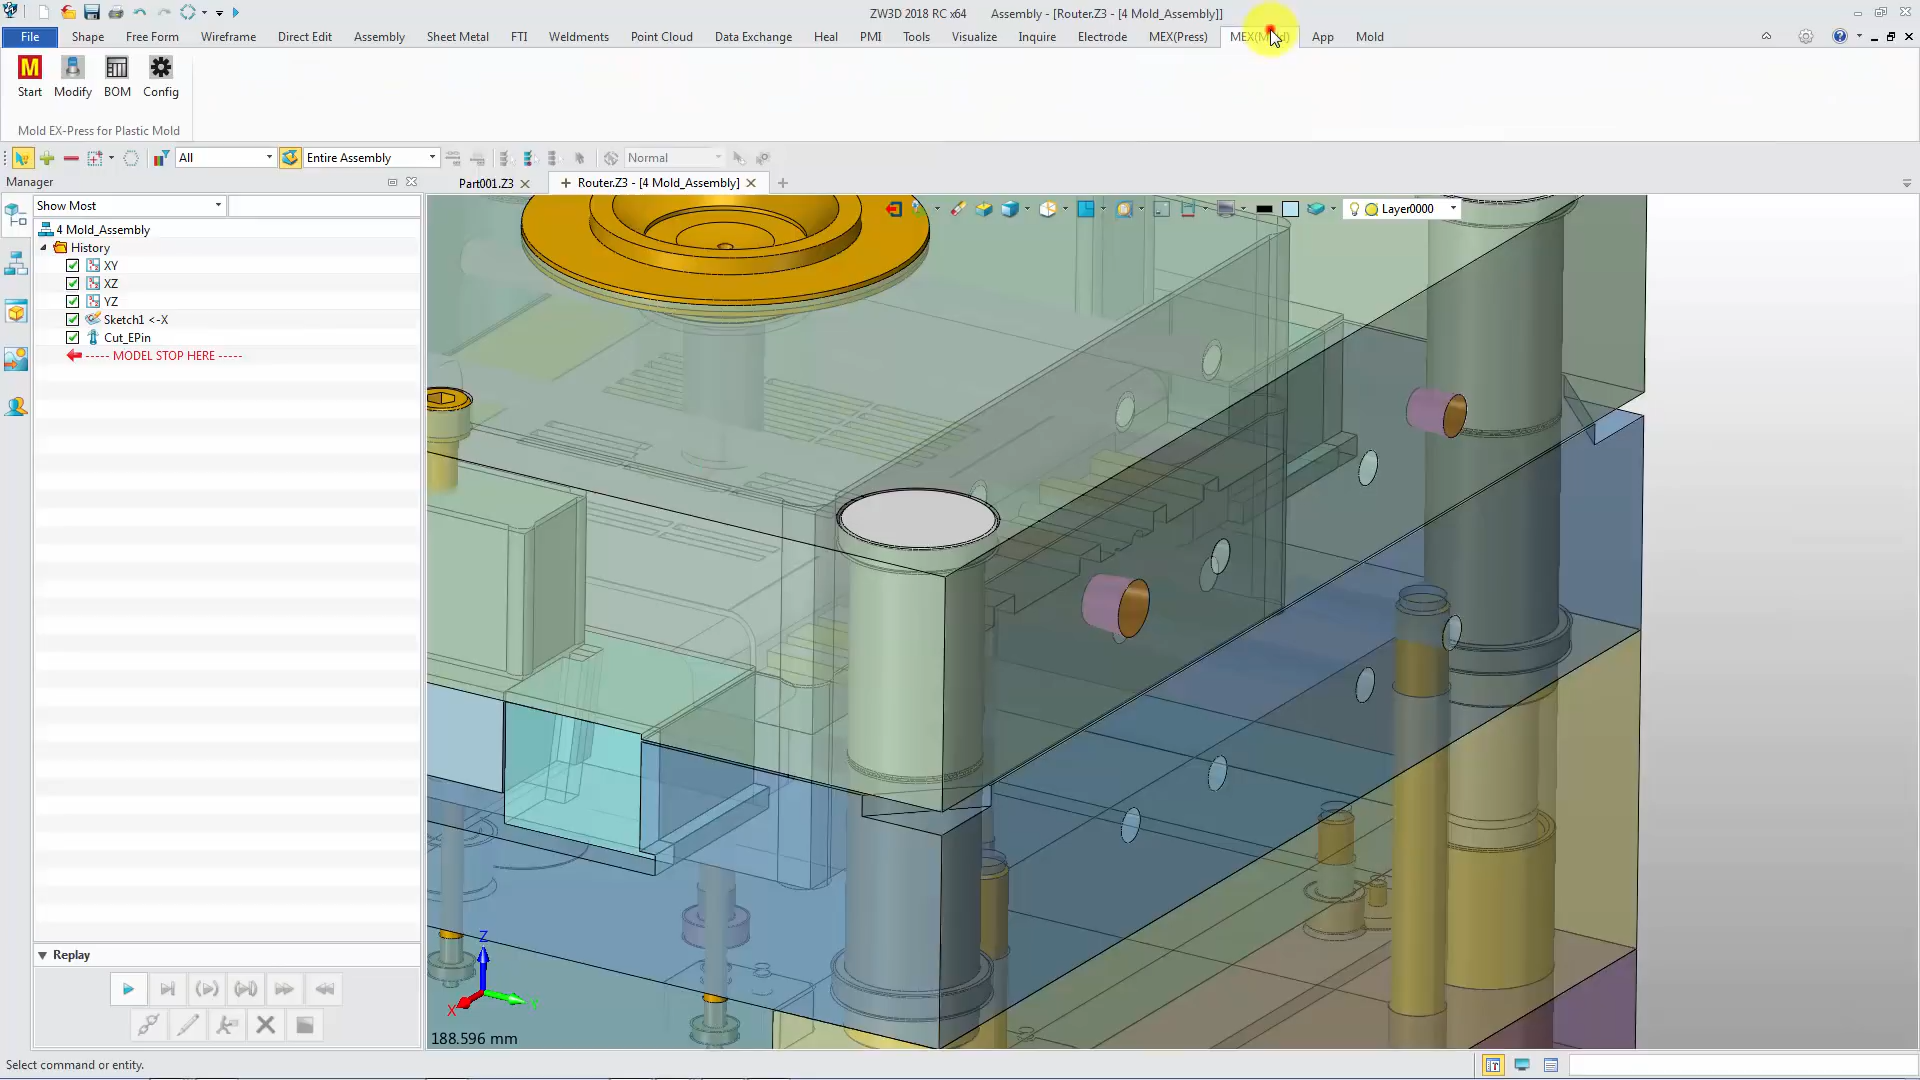 ZW3D 2018 RC x64 Assembly - [Router.Z3 - [4 Mold_Assembly]]
File Shape Free Form Wireframe Direct Edit Assembly Sheet Metal FTI Weldments Point Cloud Data Exchange Heal PMI Tools Visualize Inquire Electrode MEX(Press) MEX(Mold) App Mold
Start Modify BOM Config
Mold EX-Press for Plastic Mold
All Entire Assembly Normal
Manager
Part001.Z3 Router.Z3 - [4 Mold_Assembly]
Show Most
Layer0000
4 Mold_Assembly
History
XY
XZ
YZ
Sketch1 <-X
Cut_EPin
----- MODEL STOP HERE -----
Replay
Z
X
Y
188.596 mm
Select command or entity.